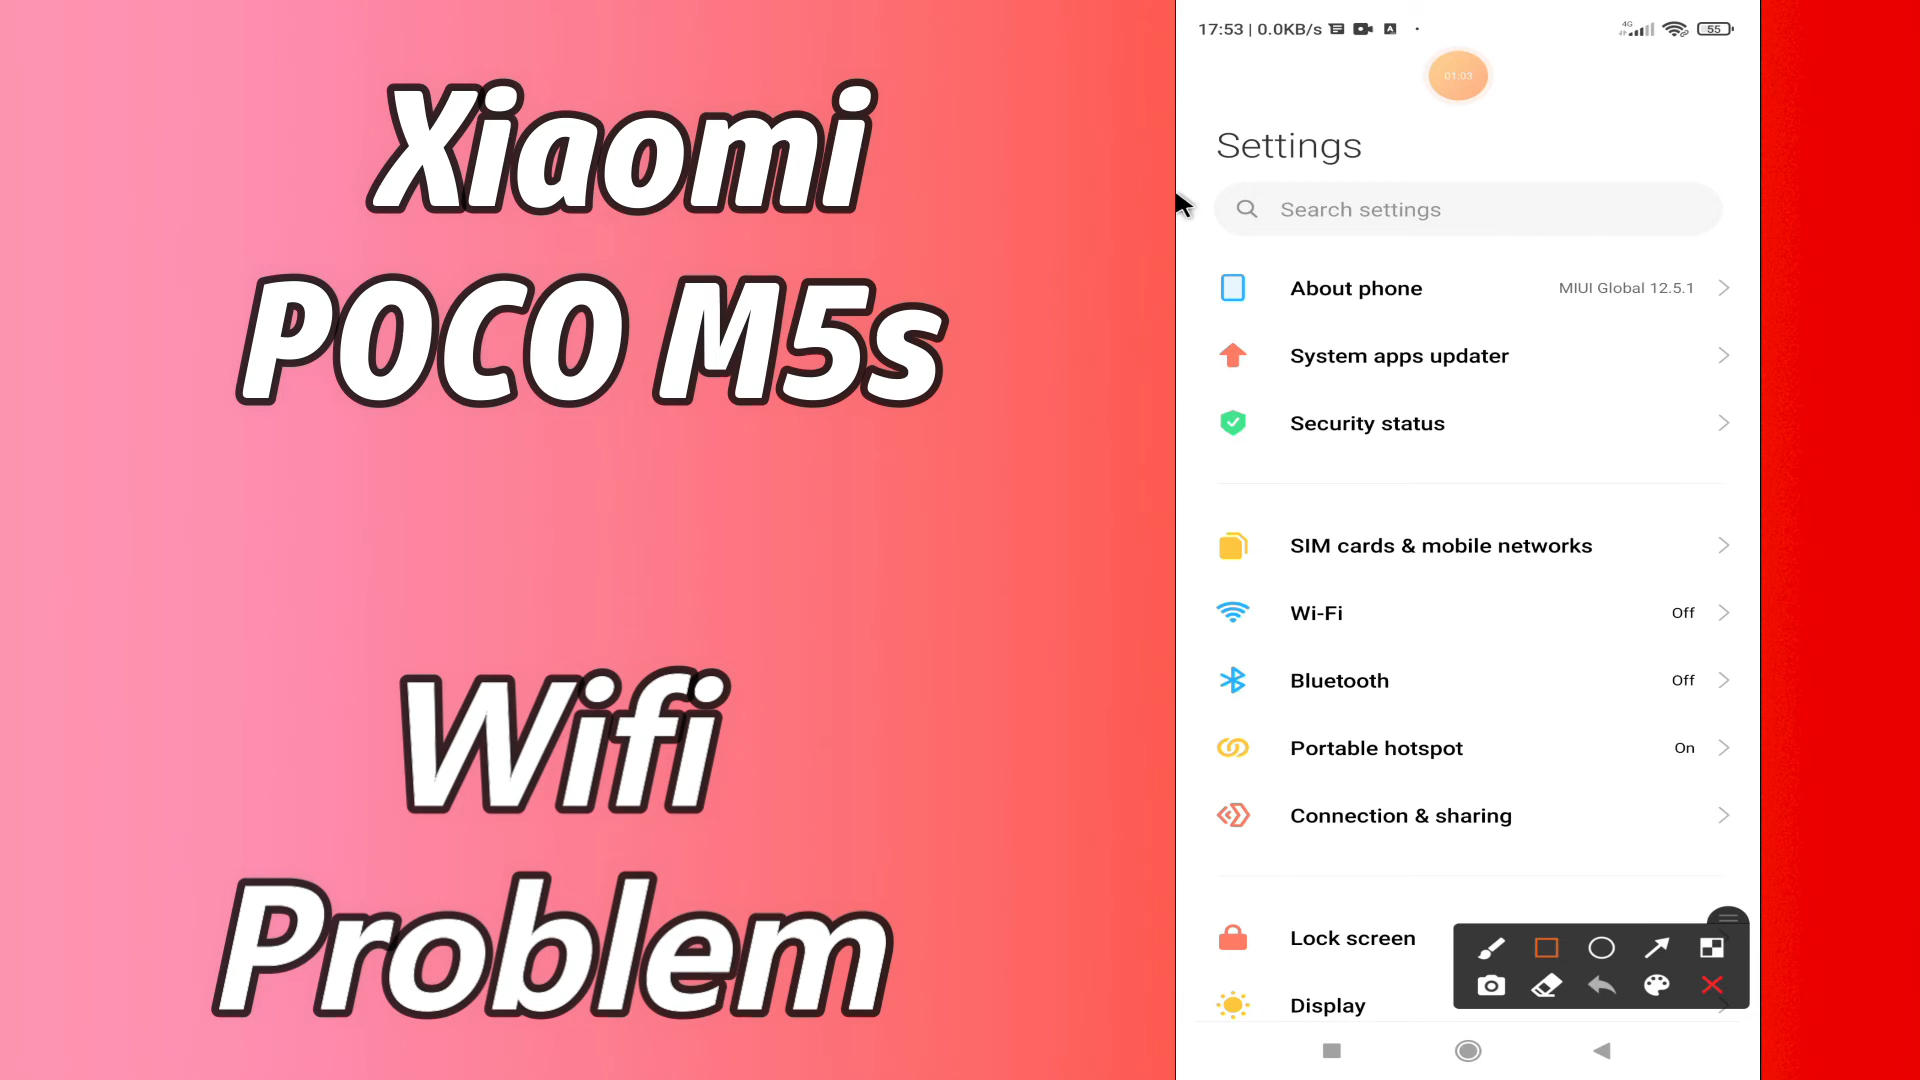 Xiaomi
POCO M5s
Wifi
Problem
17:53 | 0.0KB/s
4G
55
01:03
Settings
Search settings
About phone MIUI Global 12.5.1
System apps updater
Security status
SIM cards & mobile networks
Wi-Fi Off
Bluetooth Off
Portable hotspot On
Connection & sharing
Lock screen
Display